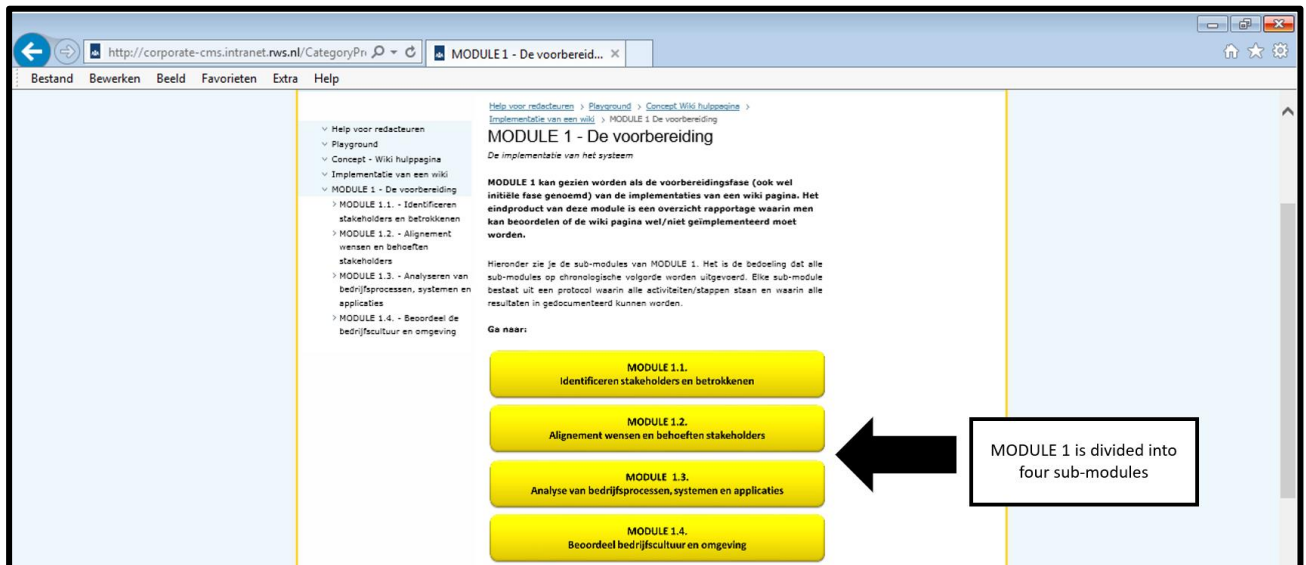 http://corporate-cms.intranet.rws.nl/CategoryPr
MODULE 1 - De voorbereid...
Bestand Bewerken Beeld Favorieten Extra Help
Help voor redacteuren > Playground > Concept Wiki hulppagina >
Implementatie van een wiki > MODULE 1 De voorbereiding
MODULE 1 - De voorbereiding
De implementatie van het systeem
Help voor redacteuren
Playground
Concept - Wiki hulppagina
Implementatie van een wiki
MODULE 1 - De voorbereiding
MODULE 1.1. - Identificeren
stakeholders en betrokkenen
MODULE 1.2. - Alignement
wensen en behoeften
stakeholders
MODULE 1.3. - Analyseren van
bedrijfsprocessen, systemen en
applicaties
MODULE 1.4. - Beoordeel de
bedrijfscultuur en omgeving
MODULE 1 kan gezien worden als de voorbereidingsfase (ook wel
initiële fase genoemd) van de implementaties van een wiki pagina. Het
eindproduct van deze module is een overzicht rapportage waarin men
kan beoordelen of de wiki pagina wel/niet geïmplementeerd moet
worden.
Hieronder zie je de sub-modules van MODULE 1. Het is de bedoeling dat alle
sub-modules op chronologische volgorde worden uitgevoerd. Elke sub-module
bestaat uit een protocol waarin alle activiteiten/stappen staan en waarin alle
resultaten in gedocumenteerd kunnen worden.
Ga naar:
MODULE 1.1.
Identificeren stakeholders en betrokkenen
MODULE 1.2.
Alignement wensen en behoeften stakeholders
MODULE 1.3.
Analyse van bedrijfsprocessen, systemen en applicaties
MODULE 1.4.
Beoordeel bedrijfscultuur en omgeving
MODULE 1 is divided into
four sub-modules